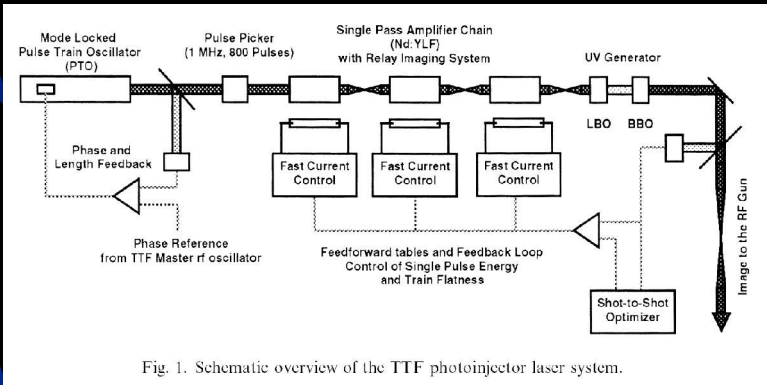 Mode Locked
Pulse Train Oscillator
(PTO)
Pulse Picker
(1 MHz, 800 Pulses)
Single Pass Amplifier Chain
(Nd:YLF)
with Relay Imaging System
UV Generator
LBO
BBO
Phase and
Length Feedback
Fast Current
Control
Fast Current
Control
Fast Current
Control
Phase Reference
from TTF Master rf oscillator
Feedforward tables and Feedback Loop
Control of Single Pulse Energy
and Train Flatness
Shot-to-Shot
Optimizer
Image to the RF Gun
Fig. 1. Schematic overview of the TTF photoinjector laser system.